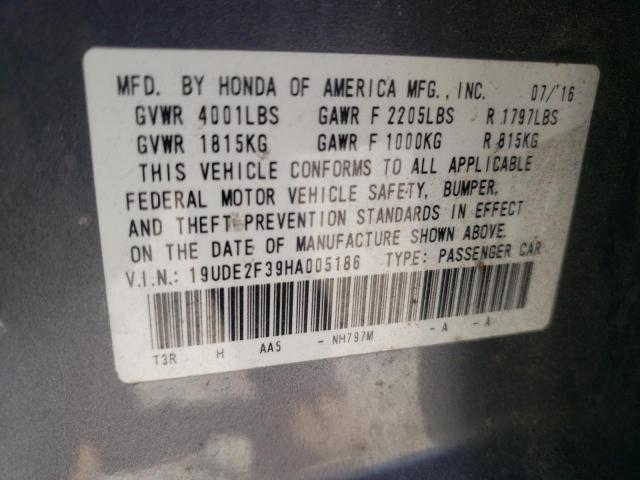 MFD. BY HONDA OF AMERICA MFG., INC. 07/'16
GVWR 4001LBS GAWR F 2205LBS R 1797LBS
GVWR 1815KG GAWR F 1000KG R 815KG
THIS VEHICLE CONFORMS TO ALL APPLICABLE
FEDERAL MOTOR VEHICLE SAFETY, BUMPER,
AND THEFT PREVENTION STANDARDS IN EFFECT
ON THE DATE OF MANUFACTURE SHOWN ABOVE.
V.I.N.: 19UDE2F39HA005186 TYPE: PASSENGER CAR
T3R H AA5 - NH797M - A - A